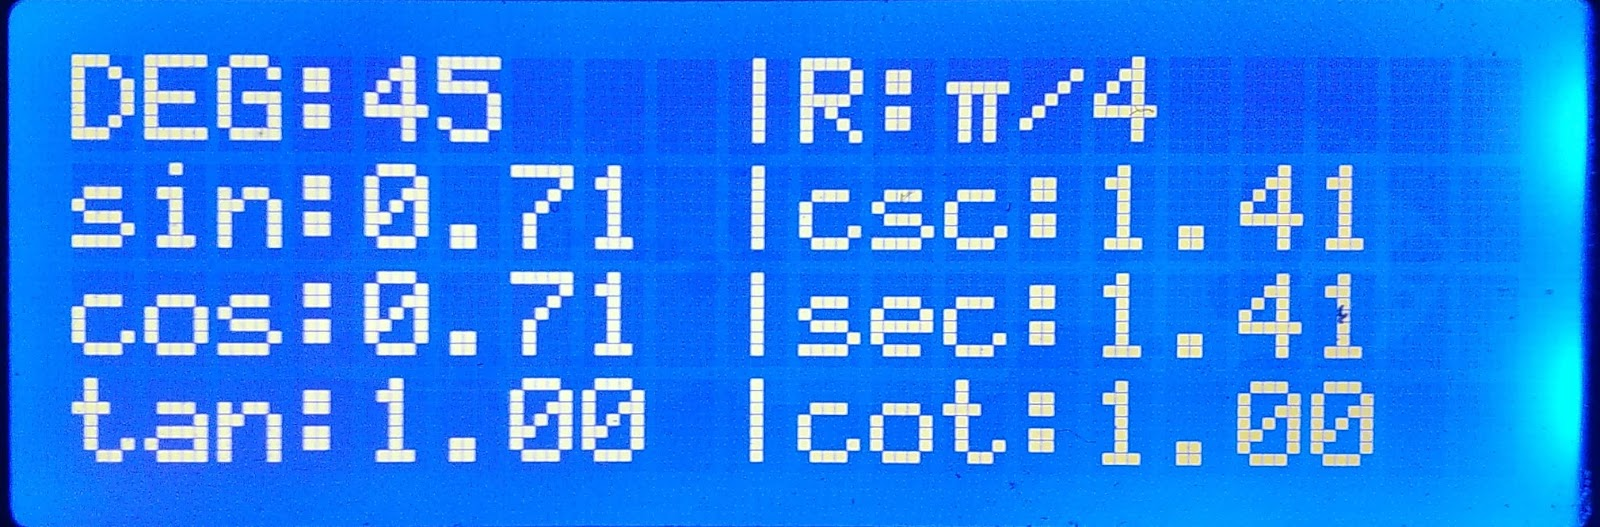 DEG:45 |R:π/4
sin:0.71 |csc:1.41
cos:0.71 |sec:1.41
tan:1.00 |cot:1.00